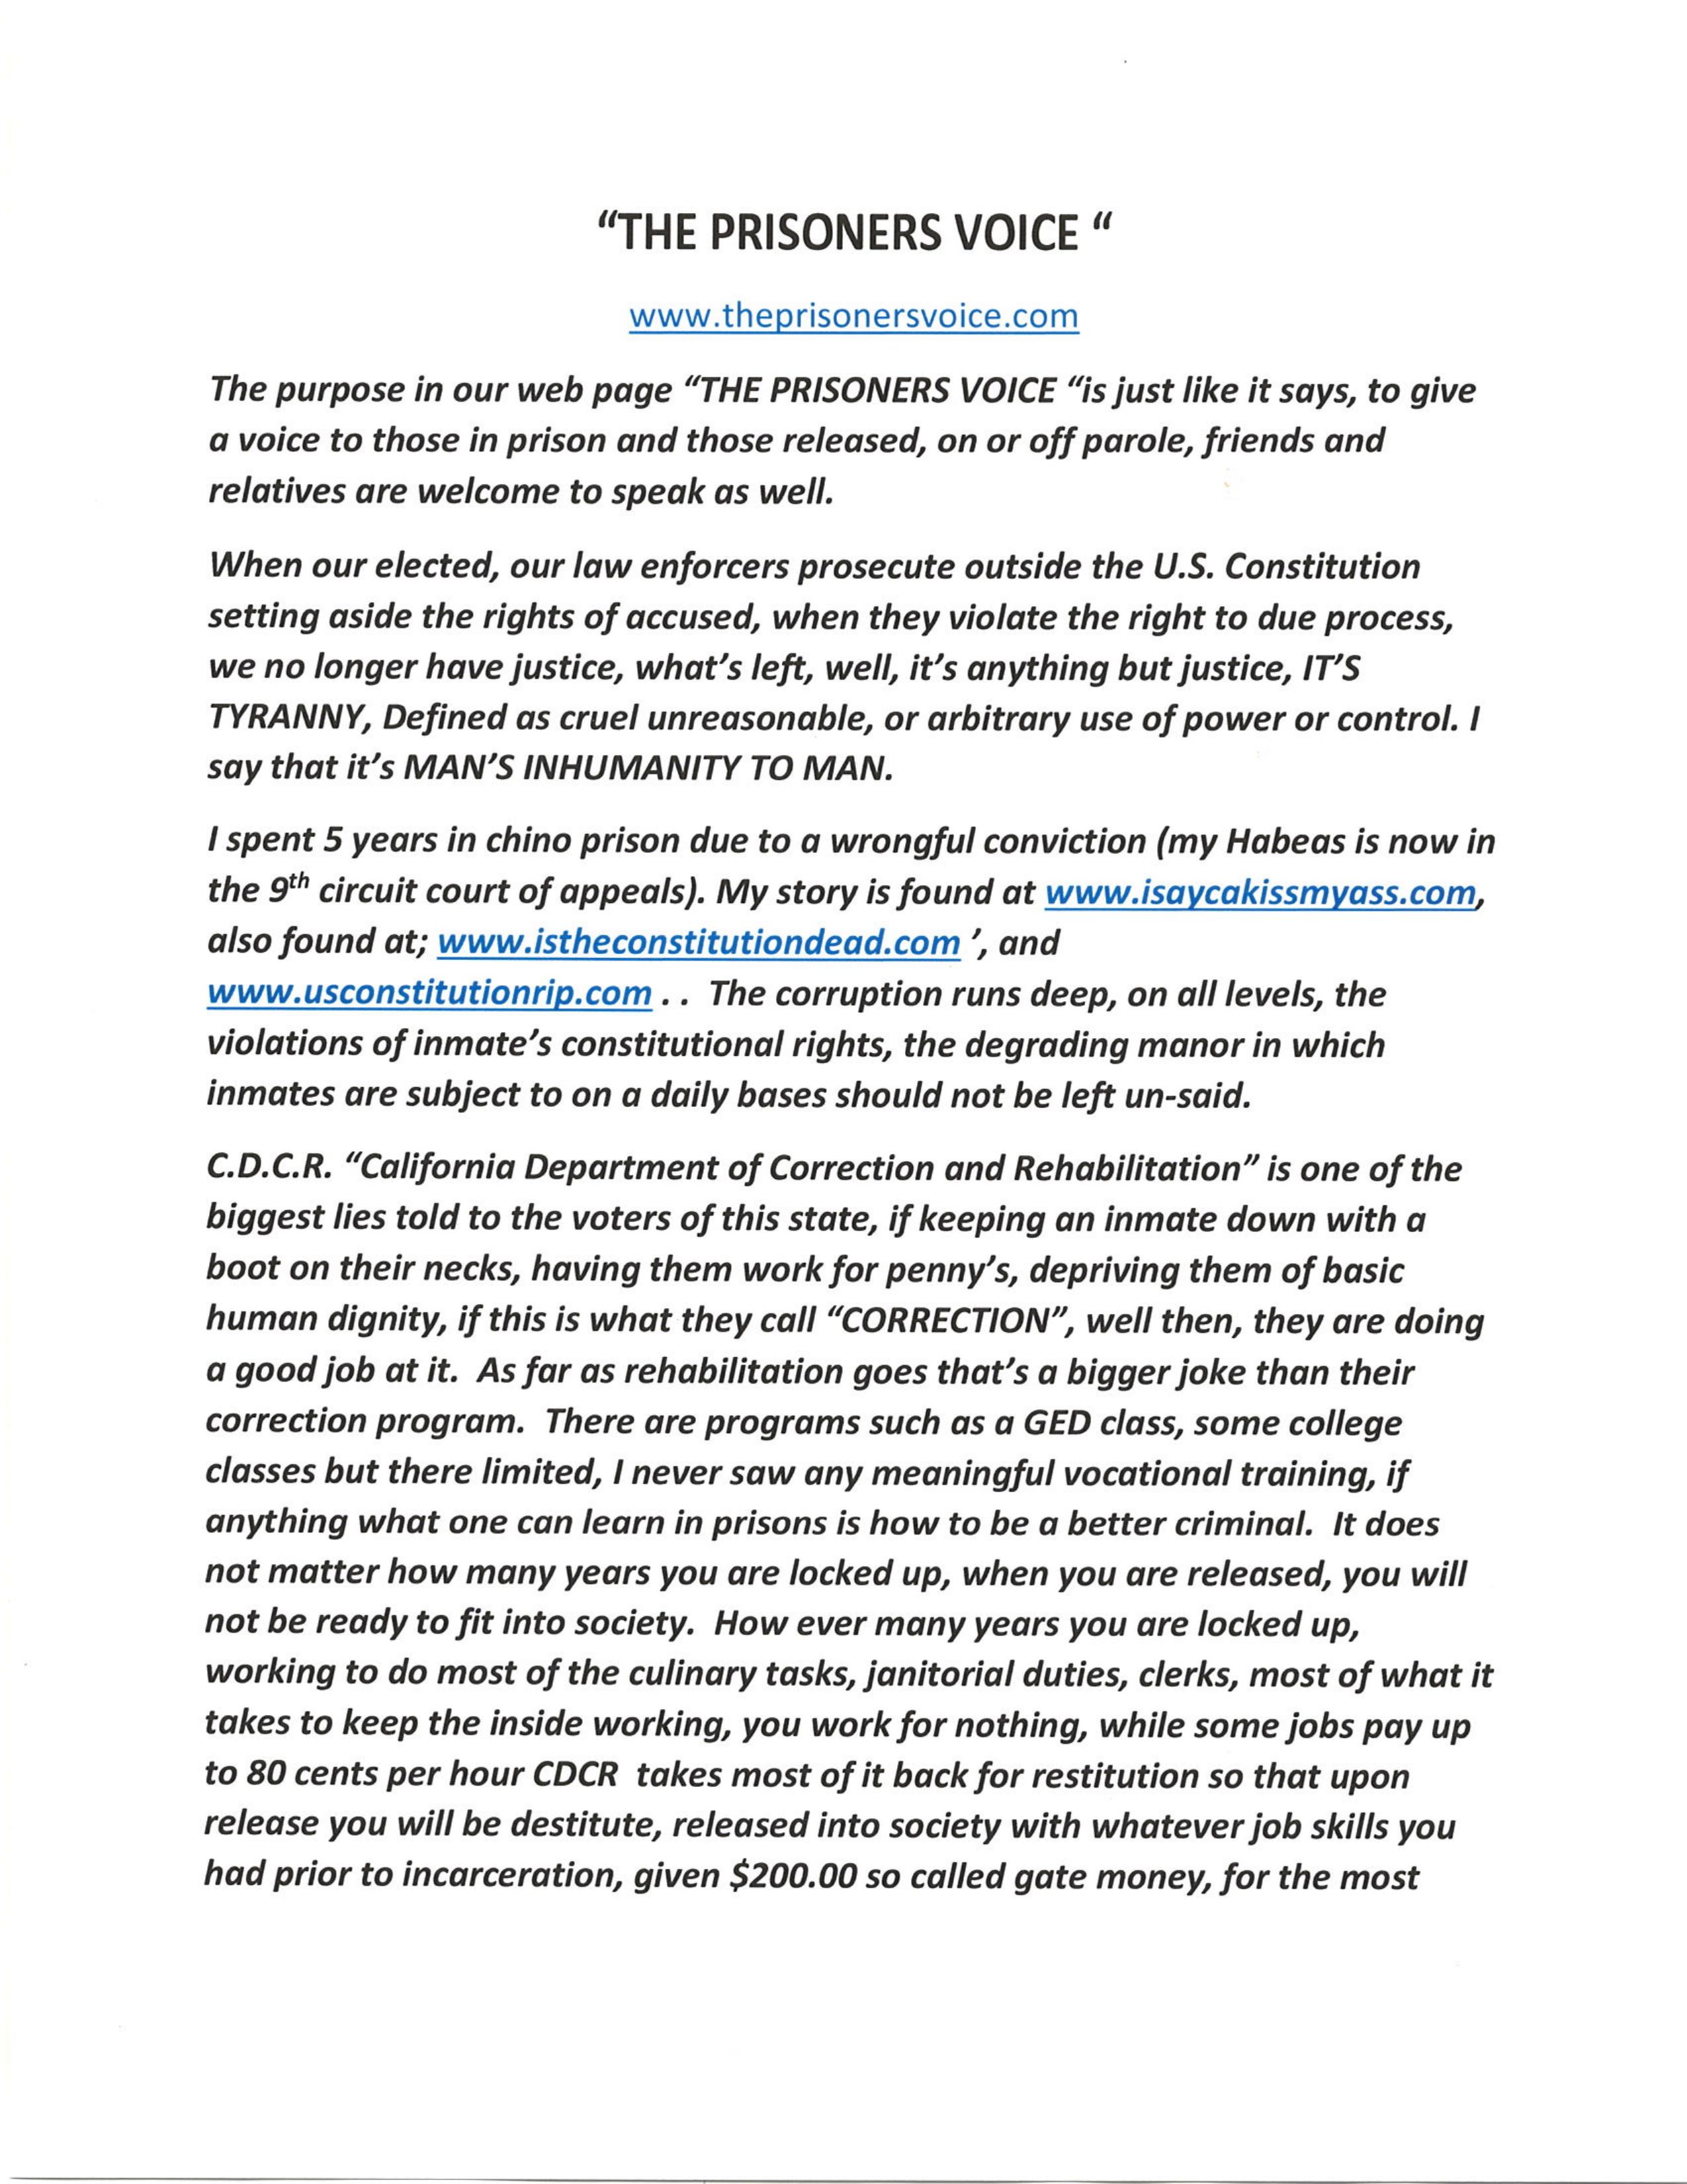 “THE PRISONERS VOICE “
www.theprisonersvoice.com
The purpose in our web page “THE PRISONERS VOICE “is just like it says, to give
a voice to those in prison and those released, on or off parole, friends and
relatives are welcome to speak as well.
When our elected, our law enforcers prosecute outside the U.S. Constitution
setting aside the rights of accused, when they violate the right to due process,
we no longer have justice, what’s left, well, it’s anything but justice, IT’S
TYRANNY, Defined as cruel unreasonable, or arbitrary use of power or control. I
say that it’s MAN’S INHUMANITY TO MAN.
I spent 5 years in chino prison due to a wrongful conviction (my Habeas is now in
the 9th circuit court of appeals). My story is found at www.isaycakissmyass.com,
also found at; www.istheconstitutiondead.com ’, and
www.usconstitutionrip.com . .  The corruption runs deep, on all levels, the
violations of inmate’s constitutional rights, the degrading manor in which
inmates are subject to on a daily bases should not be left un-said.
C.D.C.R. “California Department of Correction and Rehabilitation” is one of the
biggest lies told to the voters of this state, if keeping an inmate down with a
boot on their necks, having them work for penny’s, depriving them of basic
human dignity, if this is what they call “CORRECTION”, well then, they are doing
a good job at it.  As far as rehabilitation goes that’s a bigger joke than their
correction program.  There are programs such as a GED class, some college
classes but there limited, I never saw any meaningful vocational training, if
anything what one can learn in prisons is how to be a better criminal.  It does
not matter how many years you are locked up, when you are released, you will
not be ready to fit into society.  How ever many years you are locked up,
working to do most of the culinary tasks, janitorial duties, clerks, most of what it
takes to keep the inside working, you work for nothing, while some jobs pay up
to 80 cents per hour CDCR  takes most of it back for restitution so that upon
release you will be destitute, released into society with whatever job skills you
had prior to incarceration, given $200.00 so called gate money, for the most